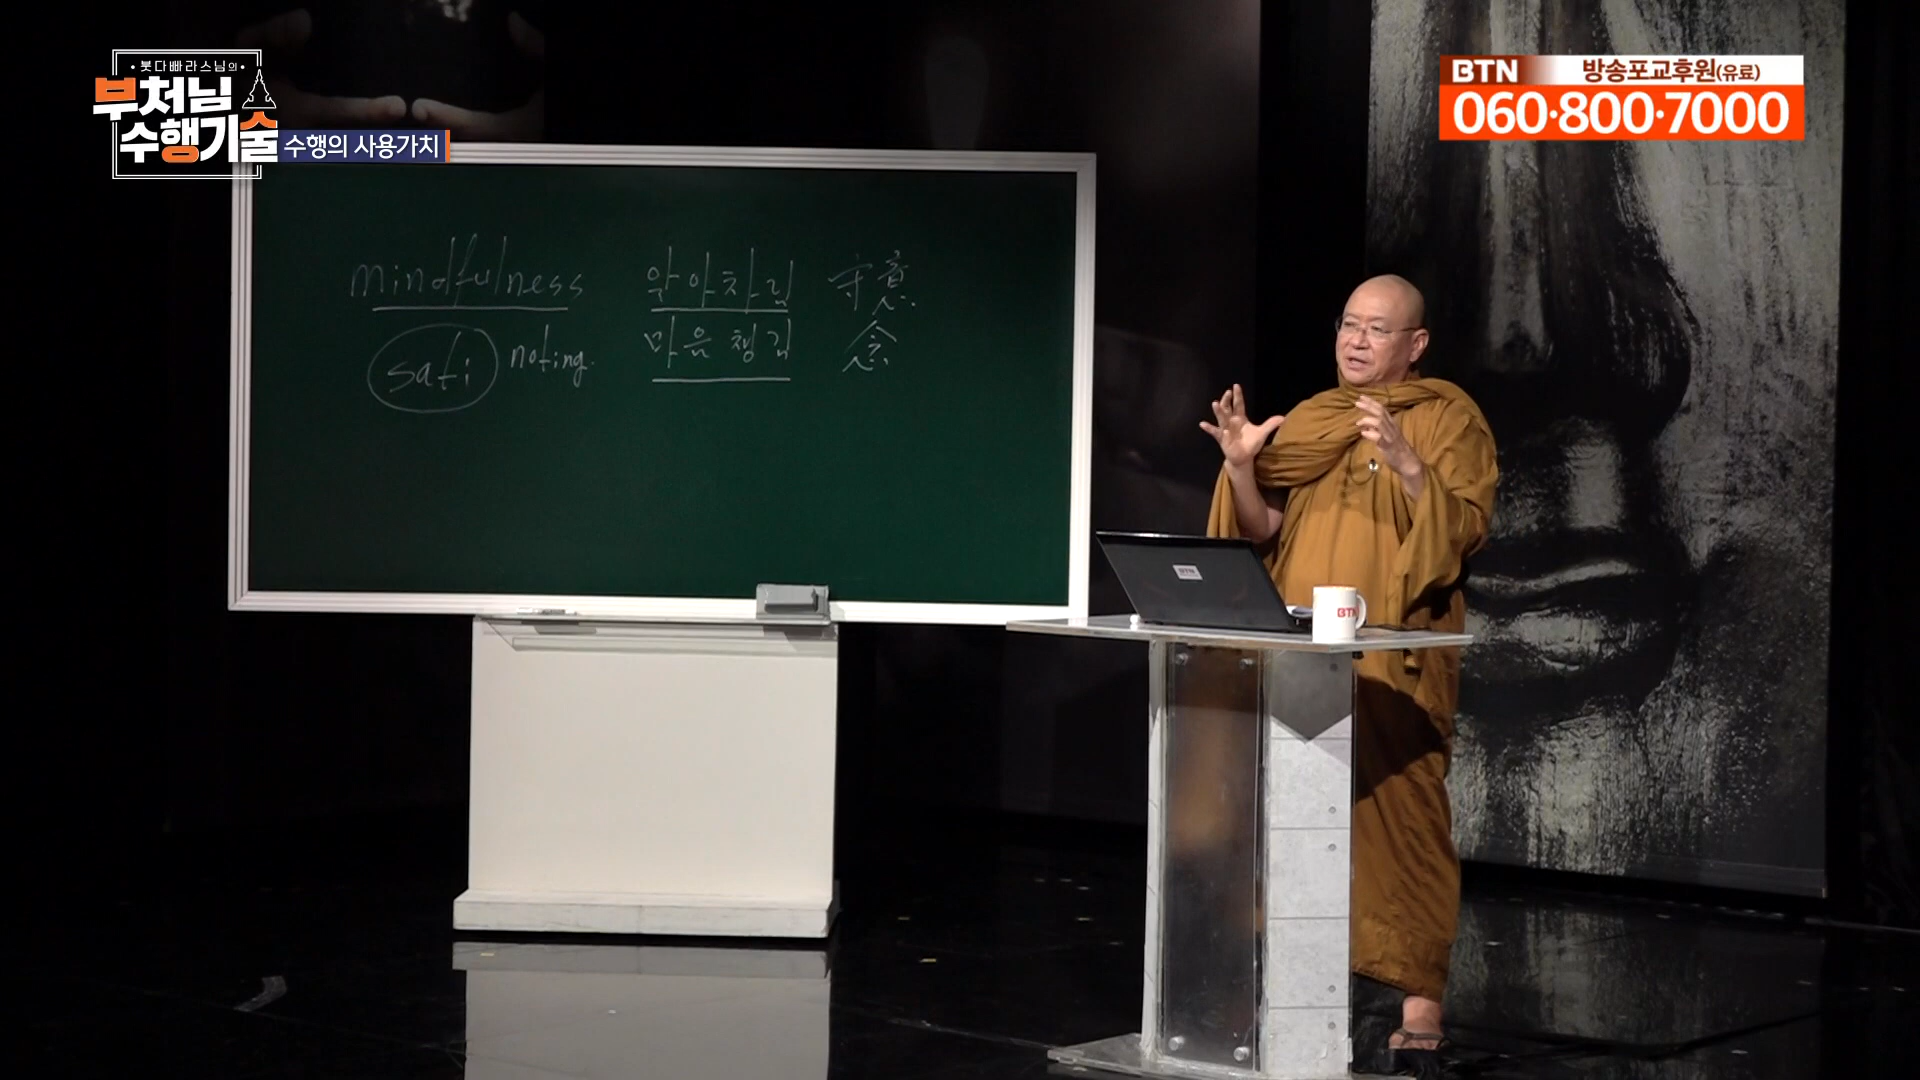 붓다빠라스님의
부처님
수행기술
수행의 사용가치
BTN 방송포교후원(유료)
060·800·7000
mindfulness 알아차림 守意
sati noting. 마음챙김 念
BTN
BTN